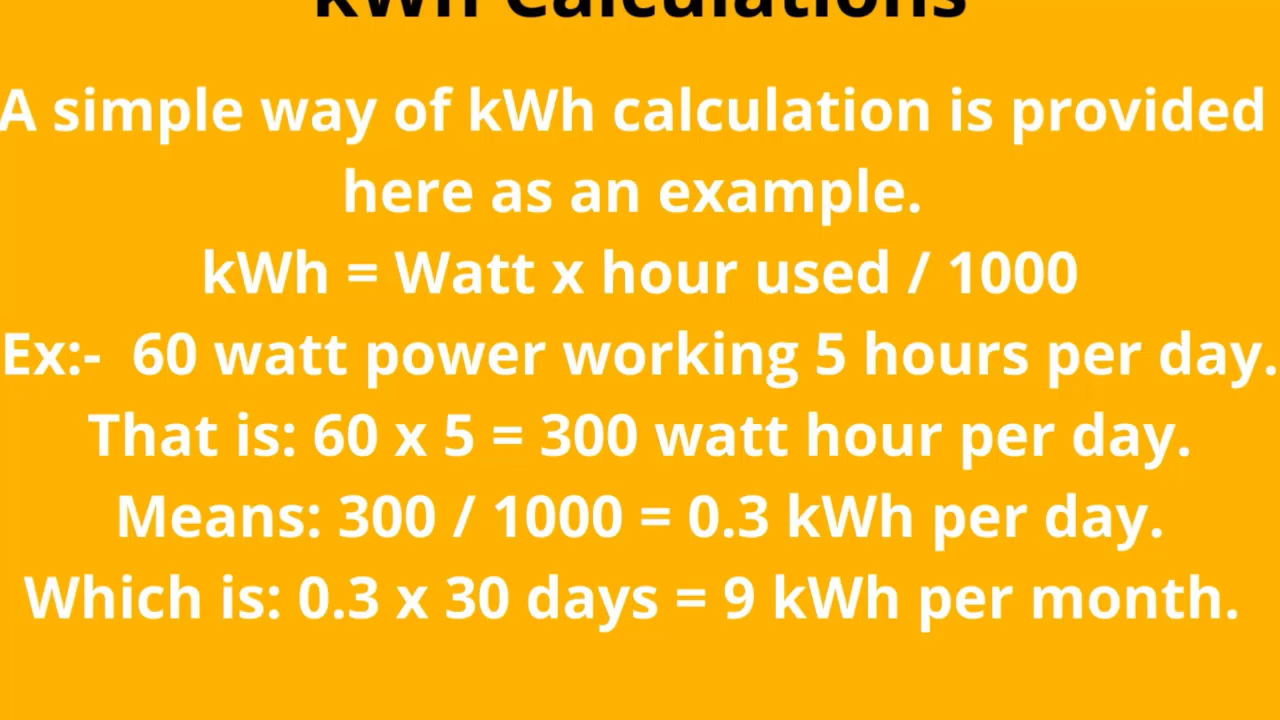 kWh Calculations
A simple way of kWh calculation is provided
here as an example.
kWh = Watt x hour used / 1000
Ex:- 60 watt power working 5 hours per day.
That is: 60 x 5 = 300 watt hour per day.
Means: 300 / 1000 = 0.3 kWh per day.
Which is: 0.3 x 30 days = 9 kWh per month.